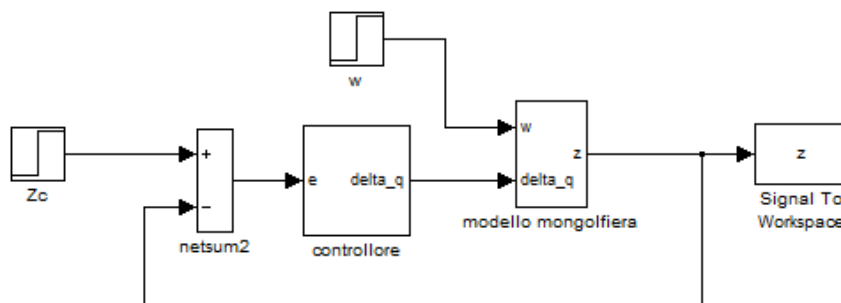 w
Zc
+
−
netsum2
e
delta_q
controllore
w
z
delta_q
modello mongolfiera
z
Signal To
Workspace